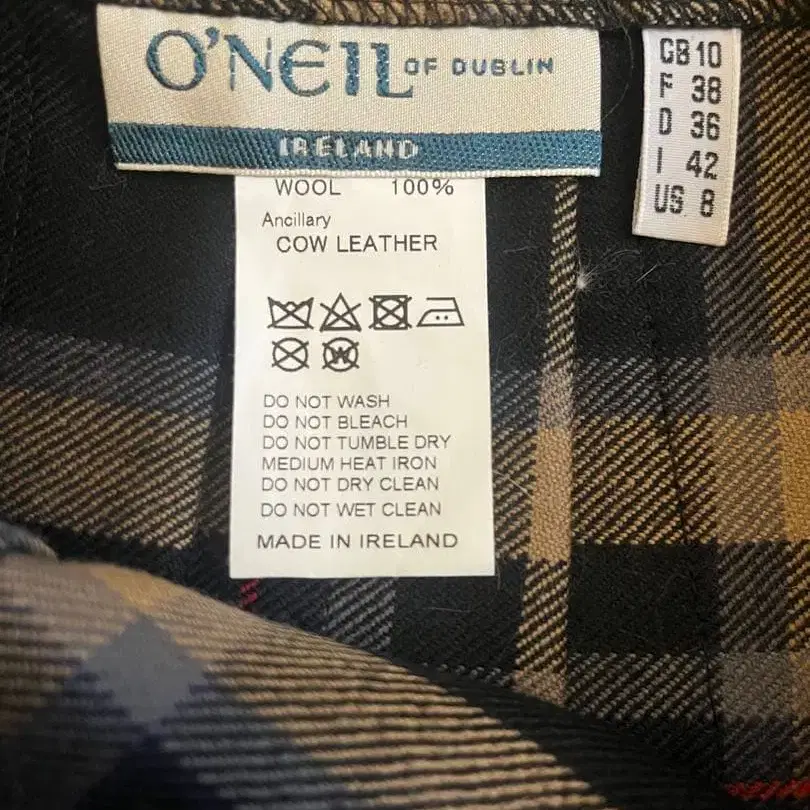 O'NEIL OF DUBLIN
IRELAND
WOOL 100%
Ancillary
COW LEATHER
W
DO NOT WASH
DO NOT BLEACH
DO NOT TUMBLE DRY
MEDIUM HEAT IRON
DO NOT DRY CLEAN
DO NOT WET CLEAN
MADE IN IRELAND
GB 10
F 38
D 36
I 42
US 8